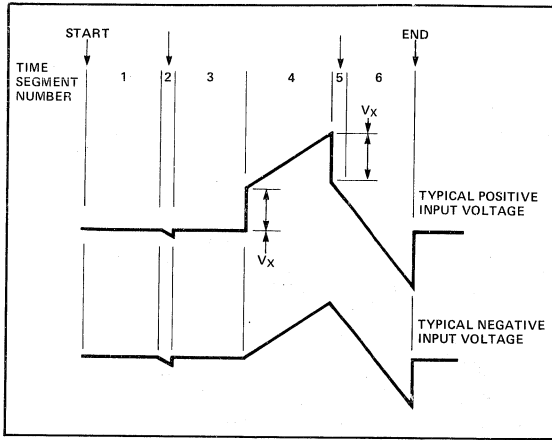 START
END
TIME
SEGMENT
NUMBER
1 2 3 4 5 6
VX
VX
TYPICAL POSITIVE
INPUT VOLTAGE
TYPICAL NEGATIVE
INPUT VOLTAGE